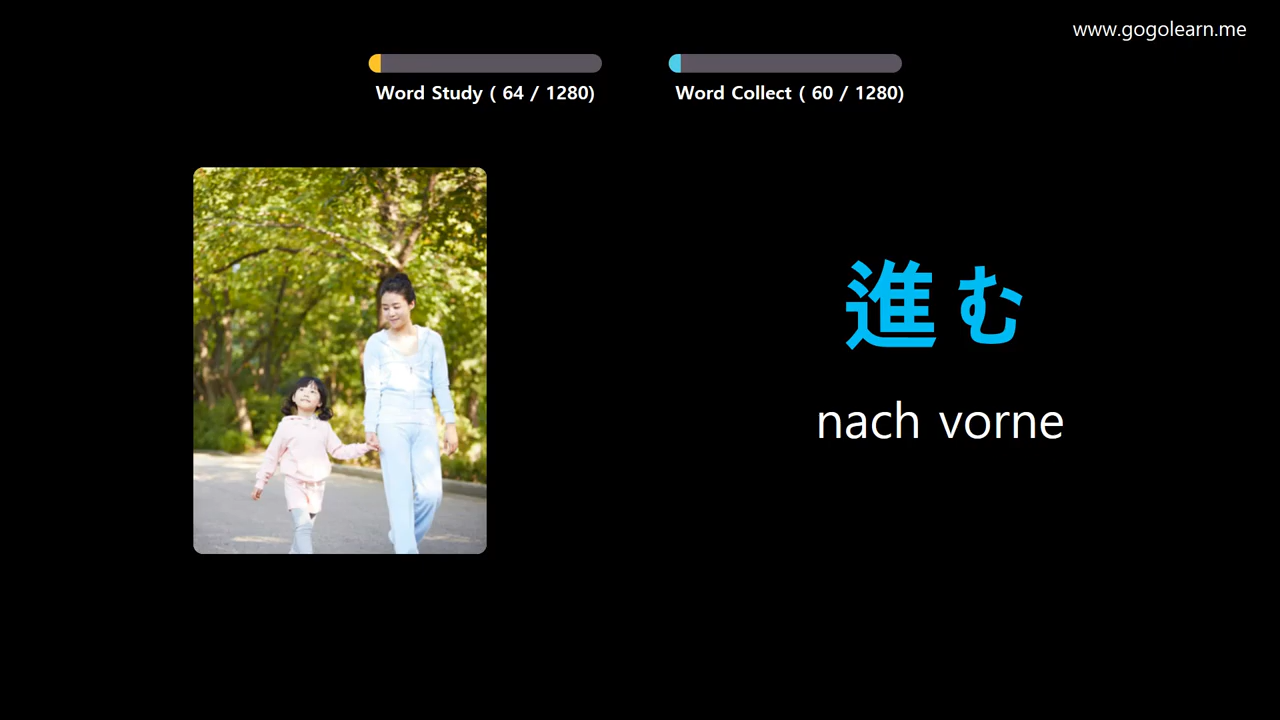 www.gogolearn.me
Word Study ( 64 / 1280)
Word Collect ( 60 / 1280)
進む
nach vorne